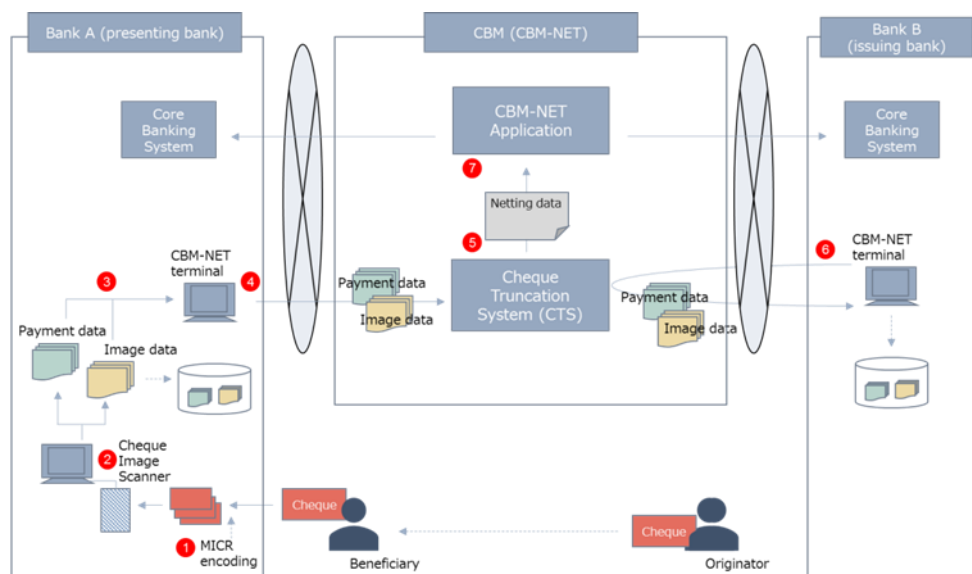 Bank A (presenting bank)
CBM (CBM-NET)
Bank B
(issuing bank)
Core
Banking
System
CBM-NET
Application
Core
Banking
System
7
Netting data
5
6
CBM-NET
terminal
3
CBM-NET
terminal
4
Payment data
Image data
Cheque
Truncation
System (CTS)
Payment data
Image data
Payment data
Image data
2
Cheque
Image
Scanner
Cheque
Cheque
1
MICR
encoding
Beneficiary
Originator